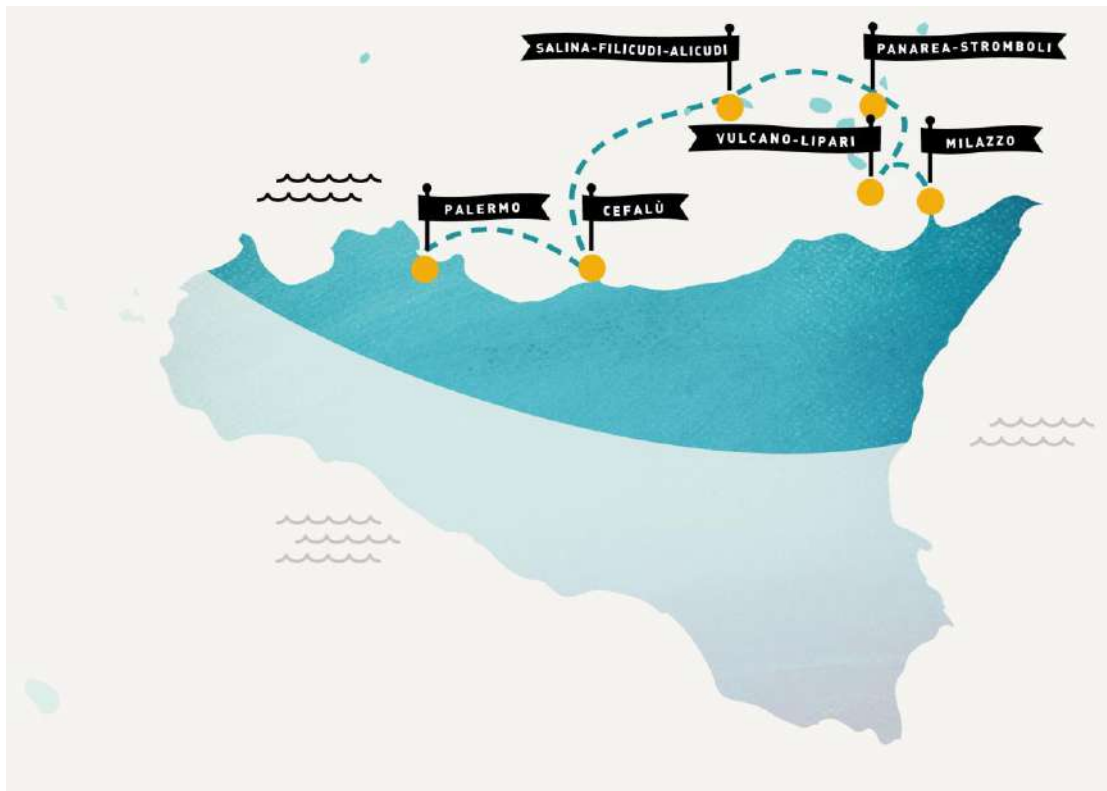 SALINA-FILICUDI-ALICUDI
PANAREA-STROMBOLI
VULCANO-LIPARI
MILAZZO
PALERMO
CEFALÙ